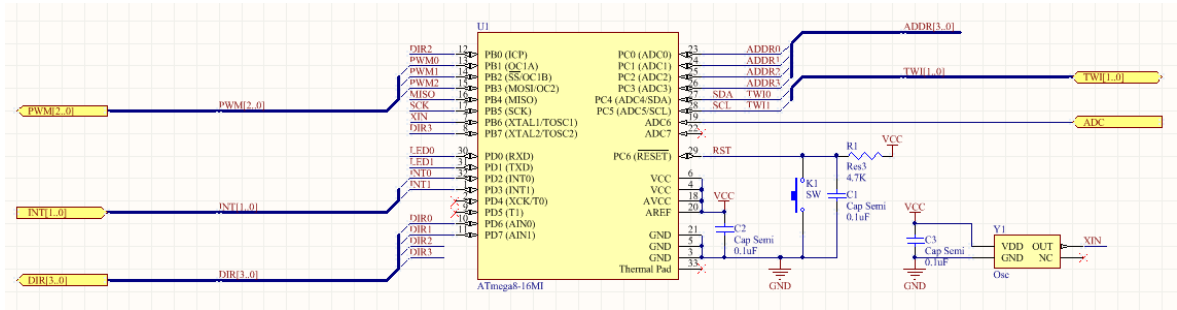 U1
ADDR[3..0]
DIR2 12 PB0 (ICP) PC0 (ADC0) 23 ADDR0
PWM0 13 PB1 (OC1A) PC1 (ADC1) 24 ADDR1
PWM1 14 PB2 (SS/OC1B) PC2 (ADC2) 25 ADDR2 TWI[1..0] TWI[1..0]
PWM2 15 PB3 (MOSI/OC2) PC3 (ADC3) 26 ADDR3
MISO 16 PB4 (MISO) PC4 (ADC4/SDA) 27 SDA TWI0
PWM[2..0] PWM[2..0] SCK 17 PB5 (SCK) PC5 (ADC5/SCL) 28 SCL TWI1
XIN 7 PB6 (XTAL1/TOSC1) ADC6 19 ADC
DIR3 8 PB7 (XTAL2/TOSC2) ADC7 22
LED0 30 PD0 (RXD) PC6 (RESET) 29 RST R1 VCC
LED1 31 PD1 (TXD) Res3
INT0 32 PD2 (INT0) VCC 6 4.7K
INT1 PD3 (INT1) VCC 4 K1
PD4 (XCK/T0) AVCC 18 VCC SW C1
INT[1..0] INT[1..0] 9 PD5 (T1) AREF 20 Cap Semi VCC
DIR0 10 PD6 (AIN0) 0.1uF
DIR1 11 PD7 (AIN1) GND 21 C2 Y1
DIR2 GND 5 Cap Semi C3 VDD OUT XIN
DIR3 GND 3 0.1uF Cap Semi GND NC
Thermal Pad 33 0.1uF
DIR[3..0] DIR[3..0] Osc
ATmega8-16MI GND GND